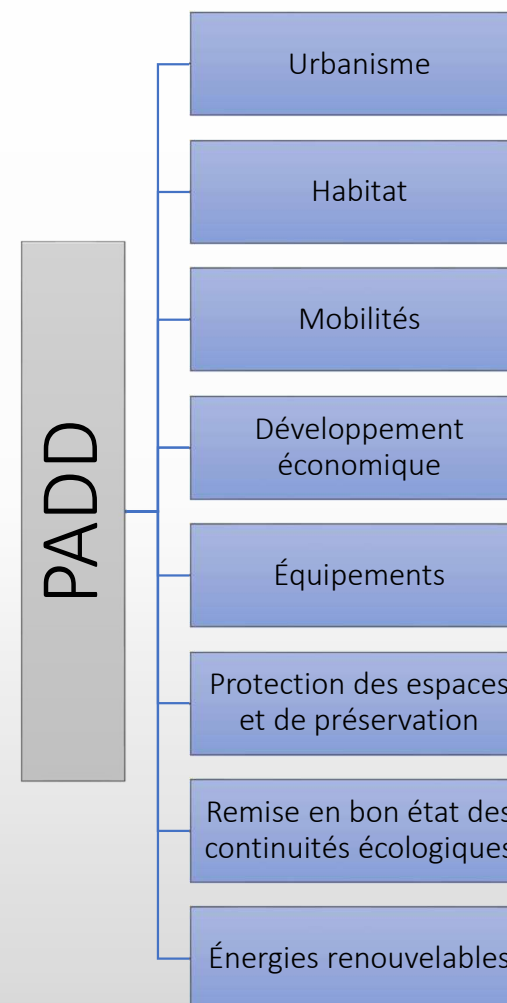 PADD
Urbanisme
Habitat
Mobilités
Développement
économique
Équipements
Protection des espaces
et de préservation
Remise en bon état des
continuités écologiques
Énergies renouvelables